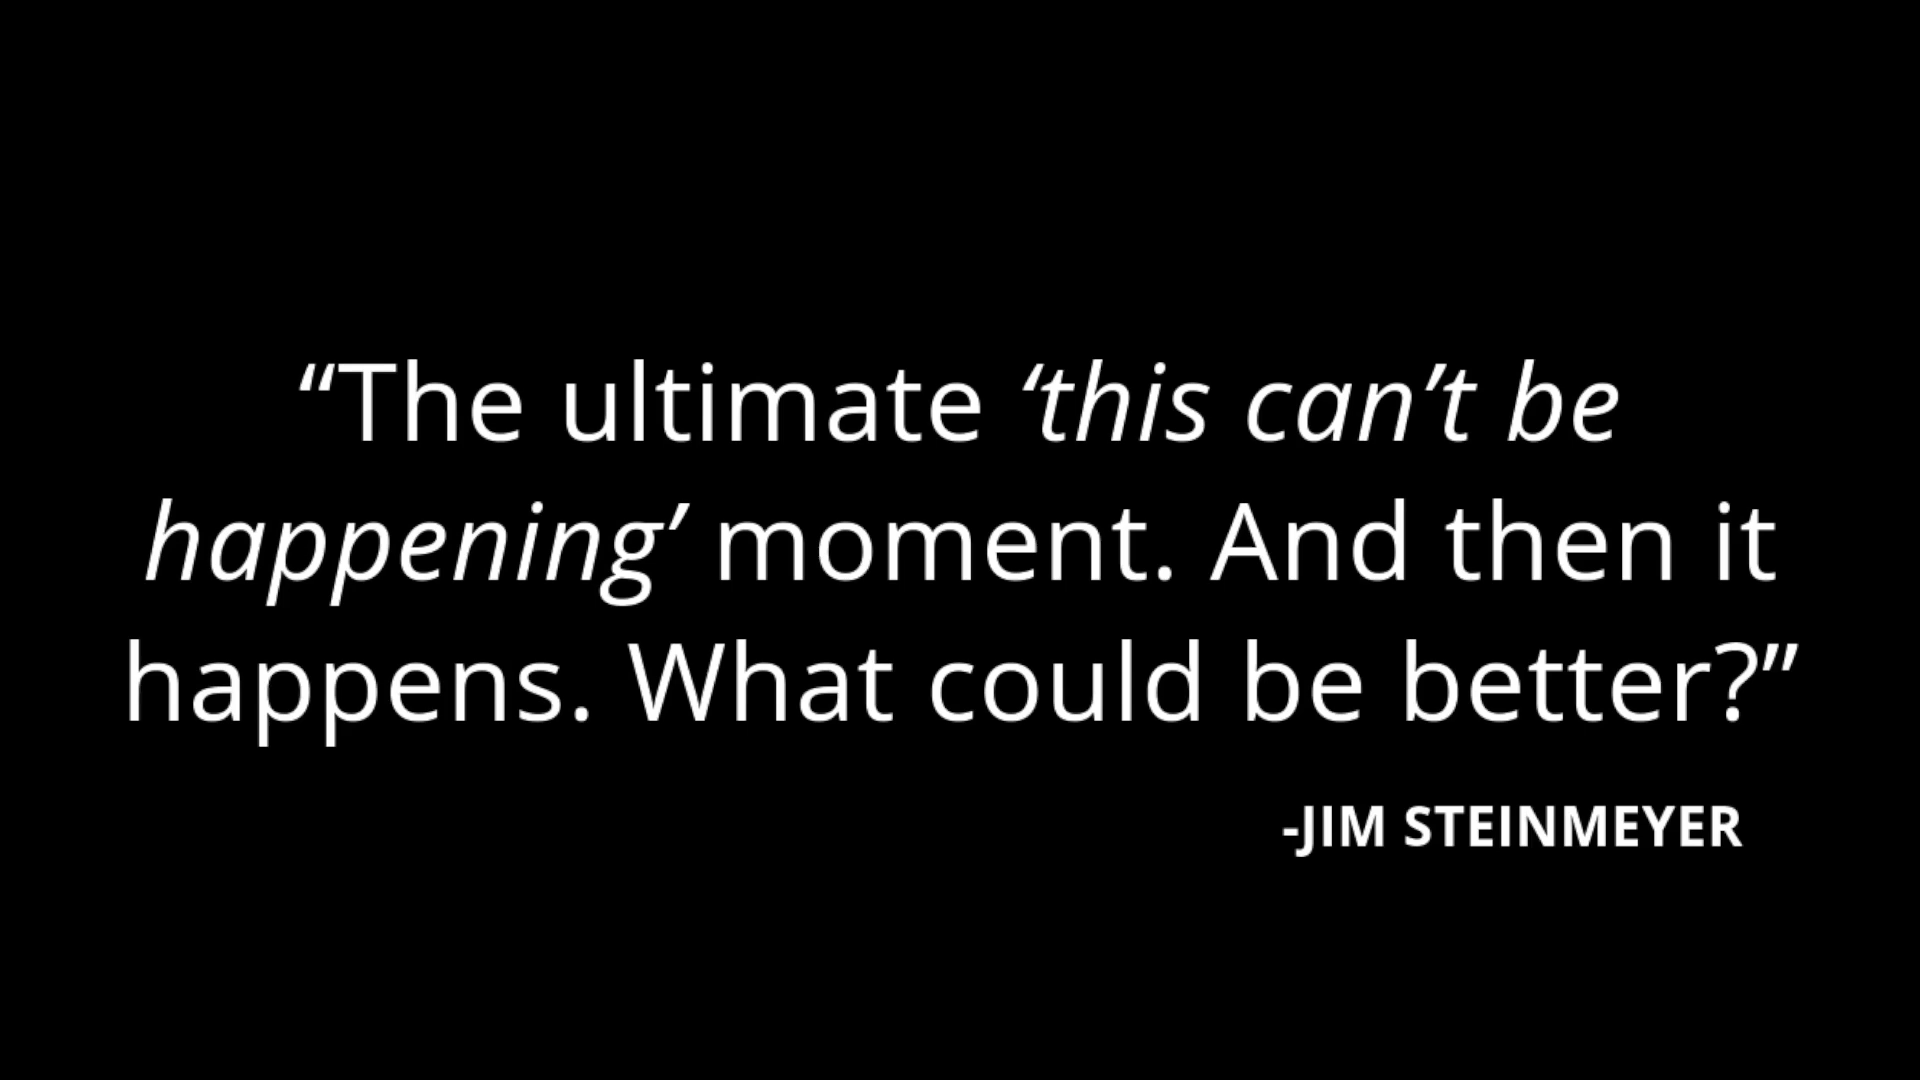 “The ultimate ‘this can’t be
happening’ moment. And then it
happens. What could be better?”
-JIM STEINMEYER